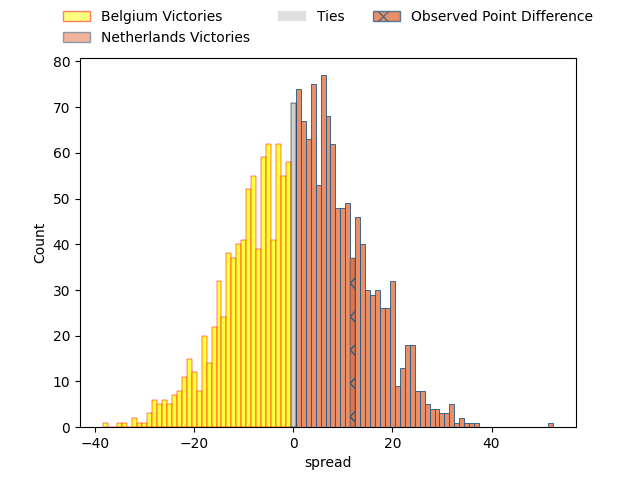 Belgium Victories
Netherlands Victories
Ties
Observed Point Difference
Count
80
70
60
50
40
30
20
10
0
−40
−20
0
20
40
spread